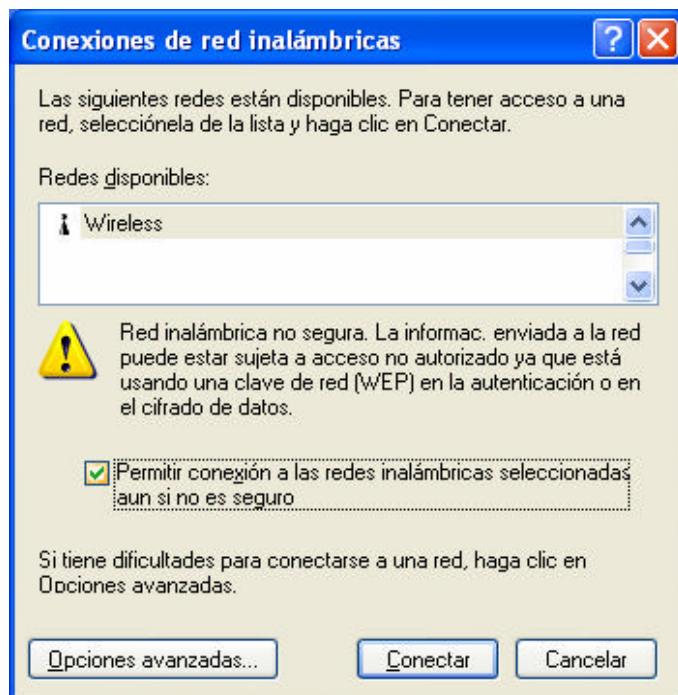 Conexiones de red inalámbricas
Las siguientes redes están disponibles. Para tener acceso a una
red, selecciónela de la lista y haga clic en Conectar.
Redes disponibles:
Wireless
Red inalámbrica no segura. La informac. enviada a la red
puede estar sujeta a acceso no autorizado ya que está
usando una clave de red (WEP) en la autenticación o en
el cifrado de datos.
Permitir conexión a las redes inalámbricas seleccionadas
aun si no es seguro
Si tiene dificultades para conectarse a una red, haga clic en
Opciones avanzadas.
Opciones avanzadas... Conectar Cancelar